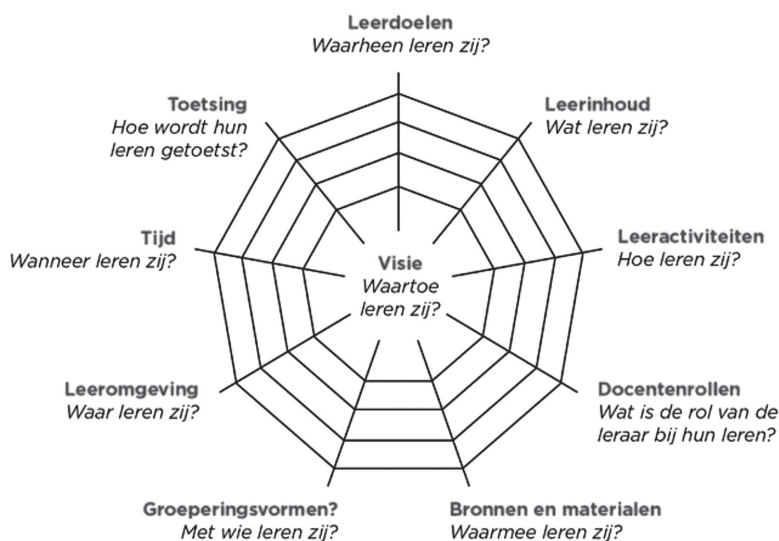 Leerdoelen
Waarheen leren zij?
Toetsing
Hoe wordt hun
leren getoetst?
Leerinhoud
Wat leren zij?
Tijd
Wanneer leren zij?
Leeractiviteiten
Hoe leren zij?
Visie
Waartoe
leren zij?
Leeromgeving
Waar leren zij?
Docentenrollen
Wat is de rol van de
leraar bij hun leren?
Groeperingsvormen?
Met wie leren zij?
Bronnen en materialen
Waarmee leren zij?